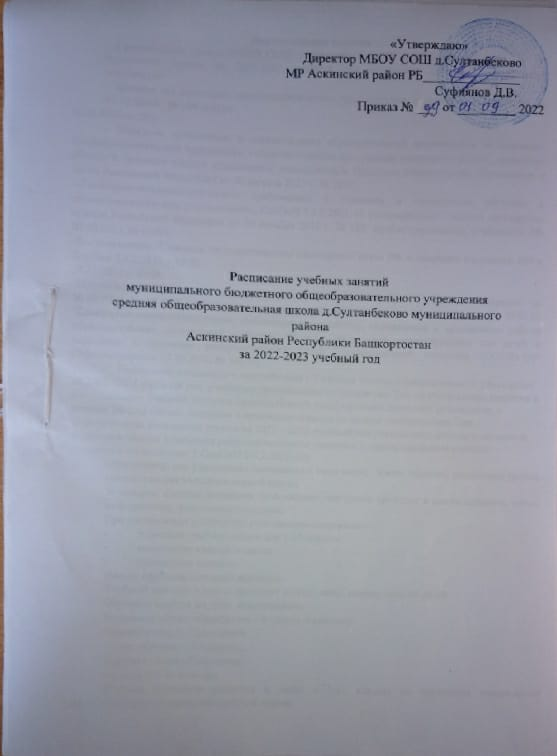 «Утверждаю»
Директор МБОУ СОШ д.Султанбеково
МР Аскинский район РБ
Суфиянов Д.В.
Приказ № 99 от 01.09 2022
Расписание учебных занятий
муниципального бюджетного общеобразовательного учреждения
средняя общеобразовательная школа д.Султанбеково муниципального
района
Аскинский район Республики Башкортостан
за 2022-2023 учебный год